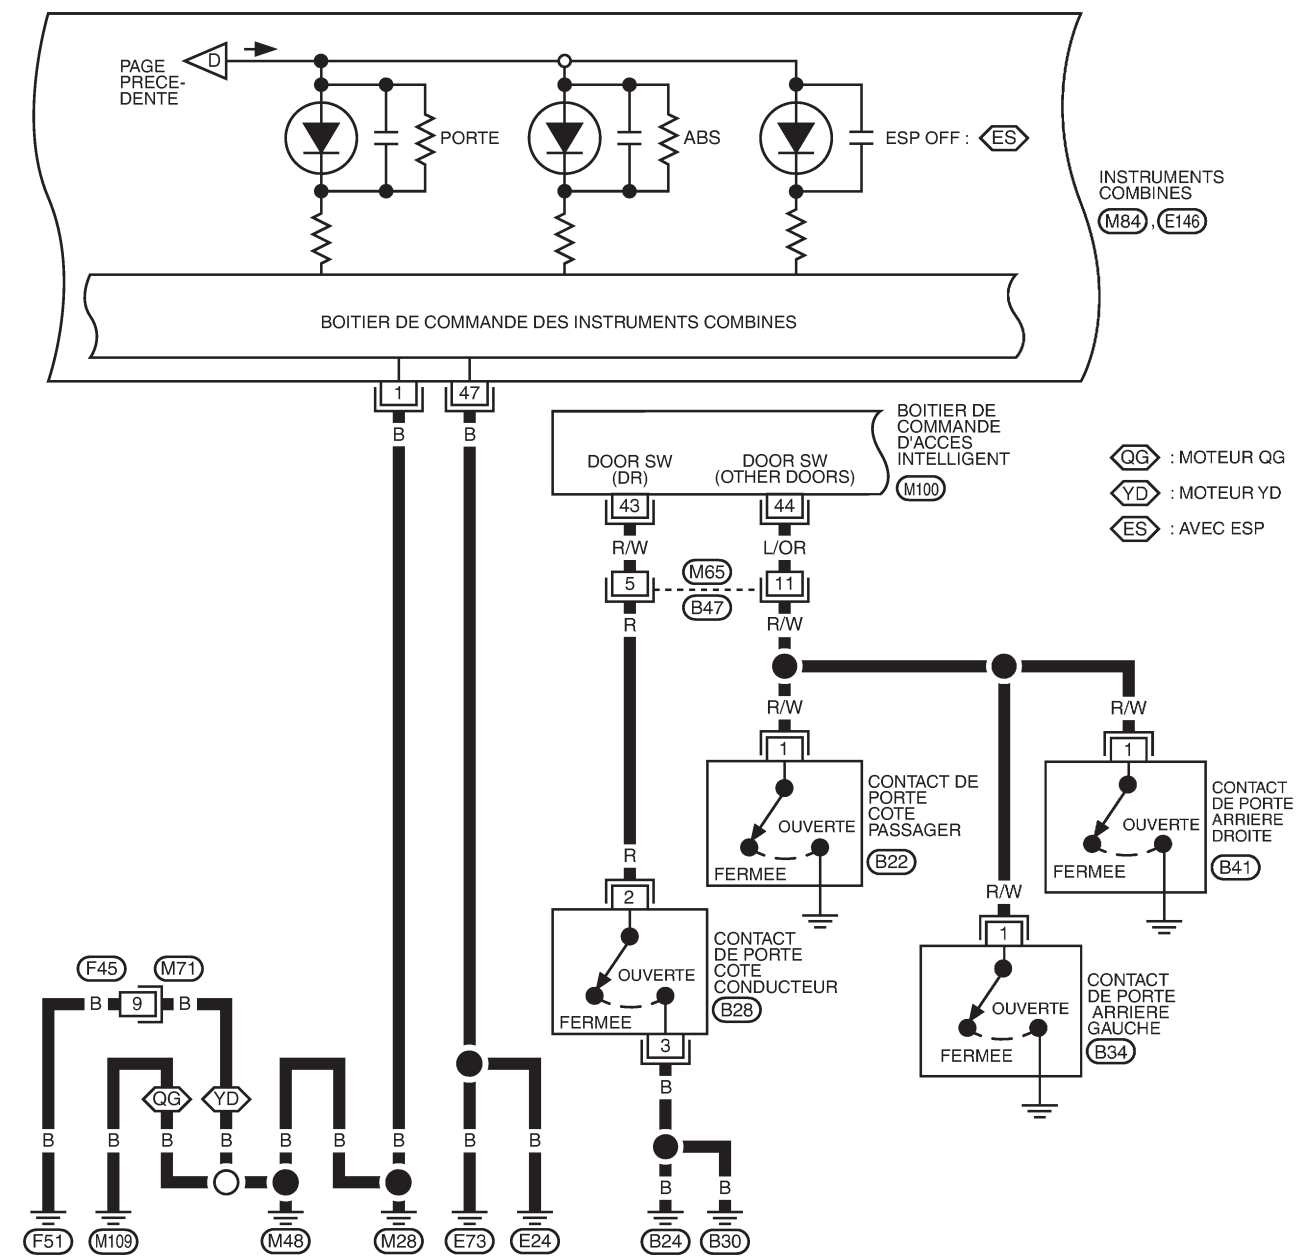 PAGE
PRECE-
DENTE
D
PORTE
ABS
ESP OFF : ES
INSTRUMENTS
COMBINES
M84 , E146
BOITIER DE COMMANDE DES INSTRUMENTS COMBINES
1
47
B
B
BOITIER DE
COMMANDE
D'ACCES
INTELLIGENT
M100
DOOR SW
(DR)
DOOR SW
(OTHER DOORS)
43
44
QG : MOTEUR QG
YD : MOTEUR YD
ES : AVEC ESP
R/W
L/OR
5
M65
B47
11
R
R/W
R/W
R/W
1
1
OUVERTE
FERMEE
CONTACT DE
PORTE
COTE
PASSAGER
B22
OUVERTE
FERMEE
CONTACT
DE PORTE
ARRIERE
DROITE
B41
R
2
R/W
1
OUVERTE
FERMEE
CONTACT
DE PORTE
COTE
CONDUCTEUR
B28
3
OUVERTE
FERMEE
CONTACT
DE PORTE
ARRIERE
GAUCHE
B34
F45
M71
B
9
B
QG
YD
B
B
B
B
B
B
B
B
B
B
B
B
F51
M109
M48
M28
E73
E24
B24
B30